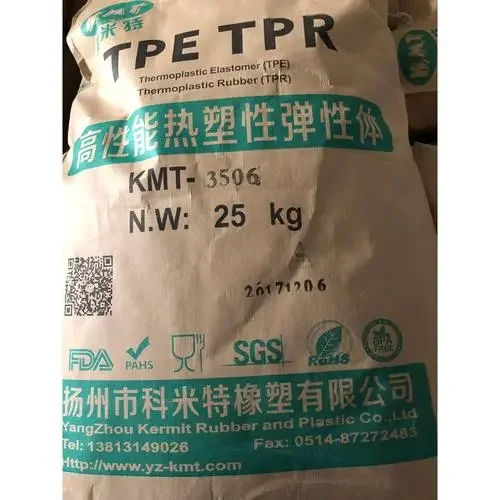 米特
TPE TPR
Thermoplastic Elastomer (TPE)
Thermoplastic Rubber (TPR)
高性能热塑性弹性体
KMT-3506
N.W: 25 kg
20171206
FDA
PAHS
SGS
RoHS
BPA
FREE
扬州市科米特橡塑有限公司
YangZhou Kermit Rubber and Plastic Co.,Ltd
Tel: 13813149026 Fax: 0514-87272463
Http://www.yz-kmt.com